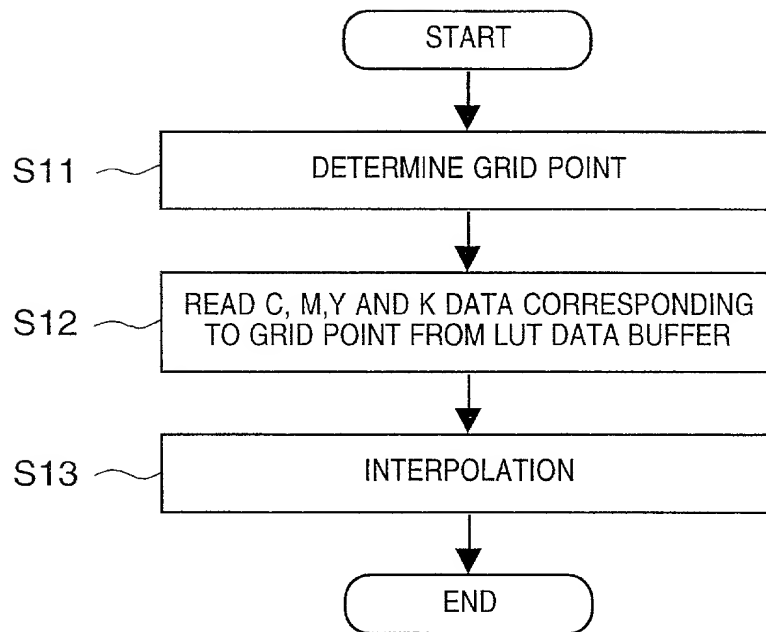 START
S11
DETERMINE GRID POINT
S12
READ C, M,Y AND K DATA CORRESPONDING
TO GRID POINT FROM LUT DATA BUFFER
S13
INTERPOLATION
END